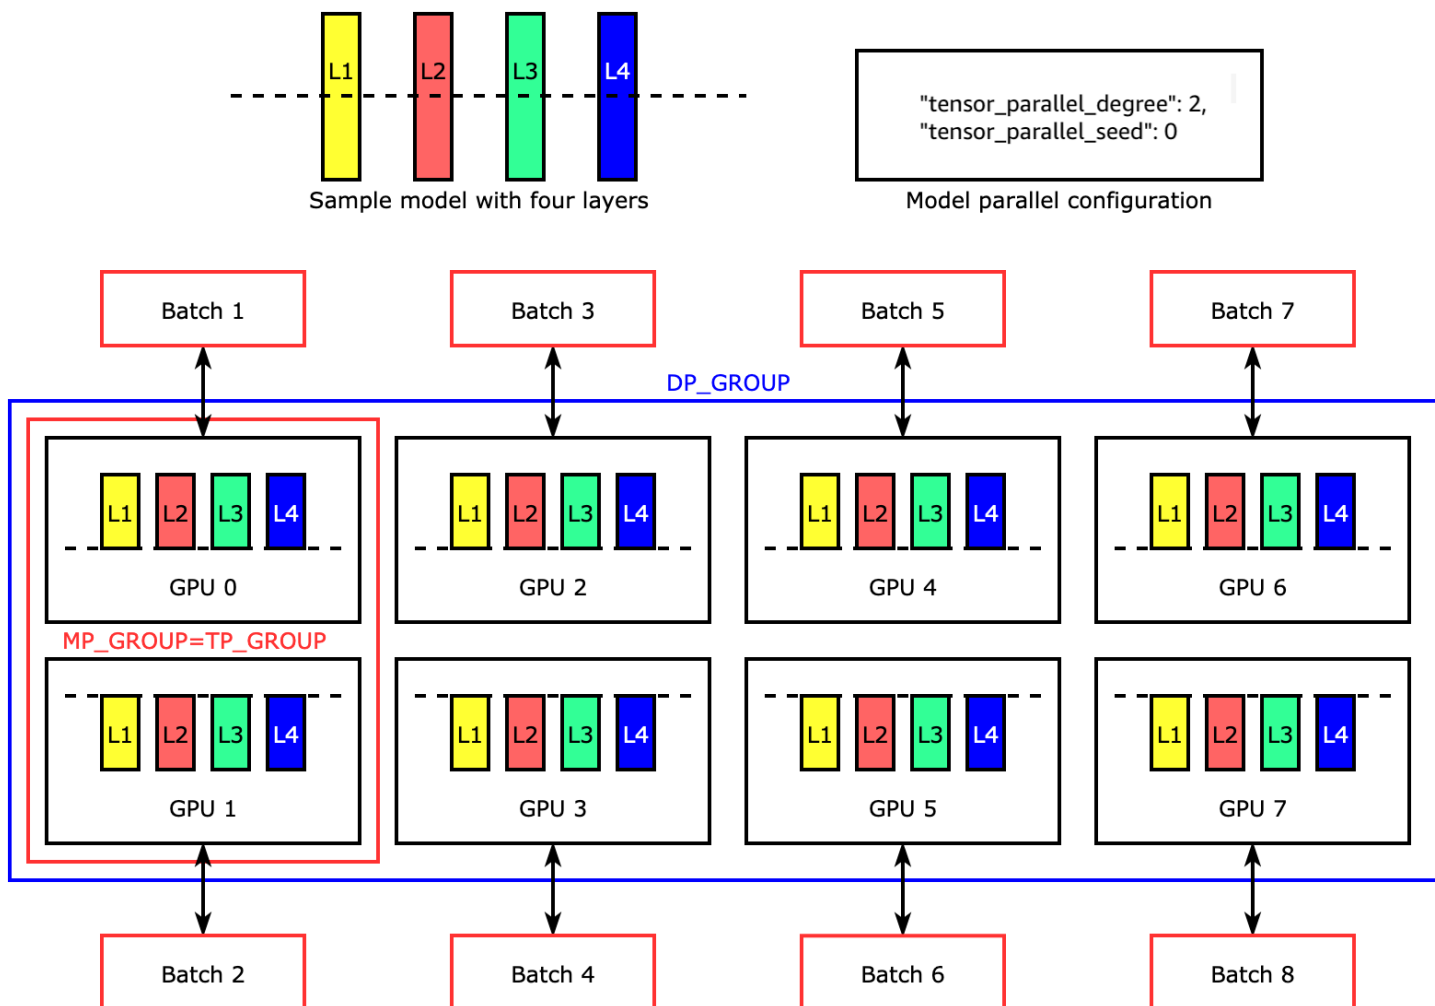 L1 L2 L3 L4
"tensor_parallel_degree": 2,
"tensor_parallel_seed": 0
Sample model with four layers
Model parallel configuration
Batch 1
Batch 3
Batch 5
Batch 7
DP_GROUP
L1 L2 L3 L4
L1 L2 L3 L4
L1 L2 L3 L4
L1 L2 L3 L4
GPU 0
GPU 2
GPU 4
GPU 6
MP_GROUP=TP_GROUP
L1 L2 L3 L4
L1 L2 L3 L4
L1 L2 L3 L4
L1 L2 L3 L4
GPU 1
GPU 3
GPU 5
GPU 7
Batch 2
Batch 4
Batch 6
Batch 8